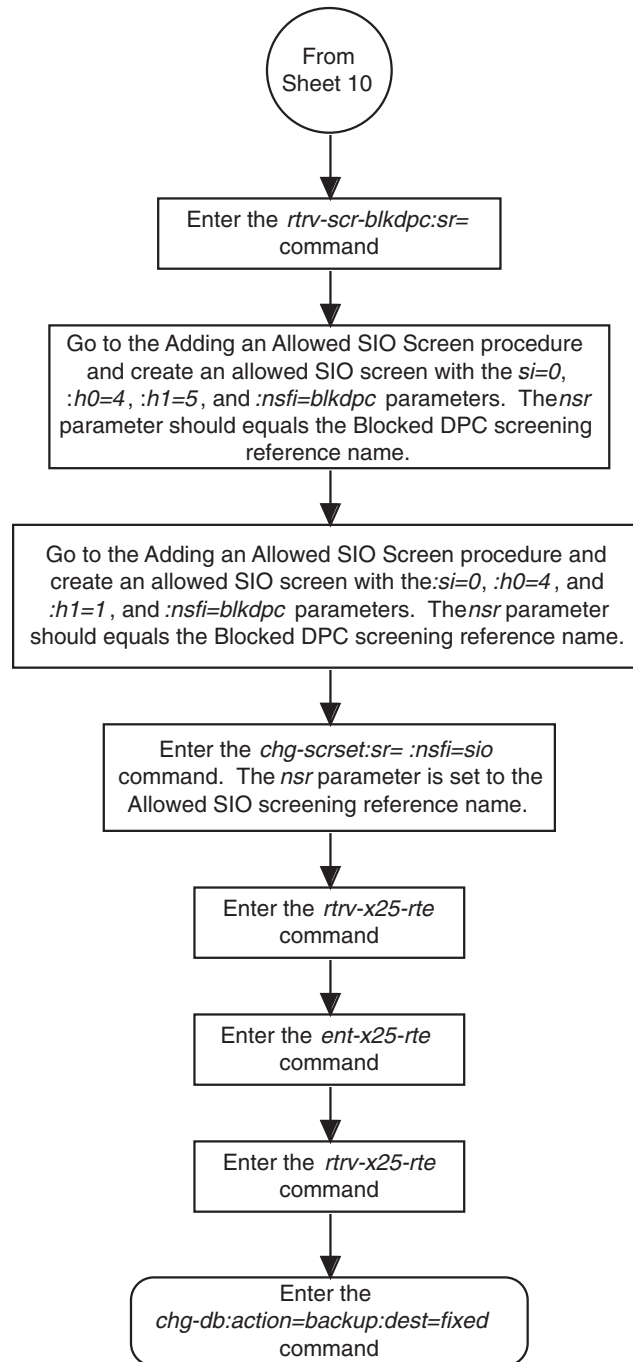 From
Sheet 10
Enter the rtrv-scr-blkdpc:sr=
command
Go to the Adding an Allowed SIO Screen procedure
and create an allowed SIO screen with the si=0,
:h0=4, :h1=5, and :nsfi=blkdpc parameters. The nsr
parameter should equals the Blocked DPC screening
reference name.
Go to the Adding an Allowed SIO Screen procedure and
create an allowed SIO screen with the :si=0, :h0=4, and
:h1=1, and :nsfi=blkdpc parameters. The nsr parameter
should equals the Blocked DPC screening reference name.
Enter the chg-scrset:sr= :nsfi=sio
command. The nsr parameter is set to the
Allowed SIO screening reference name.
Enter the rtrv-x25-rte
command
Enter the ent-x25-rte
command
Enter the rtrv-x25-rte
command
Enter the
chg-db:action=backup:dest=fixed
command